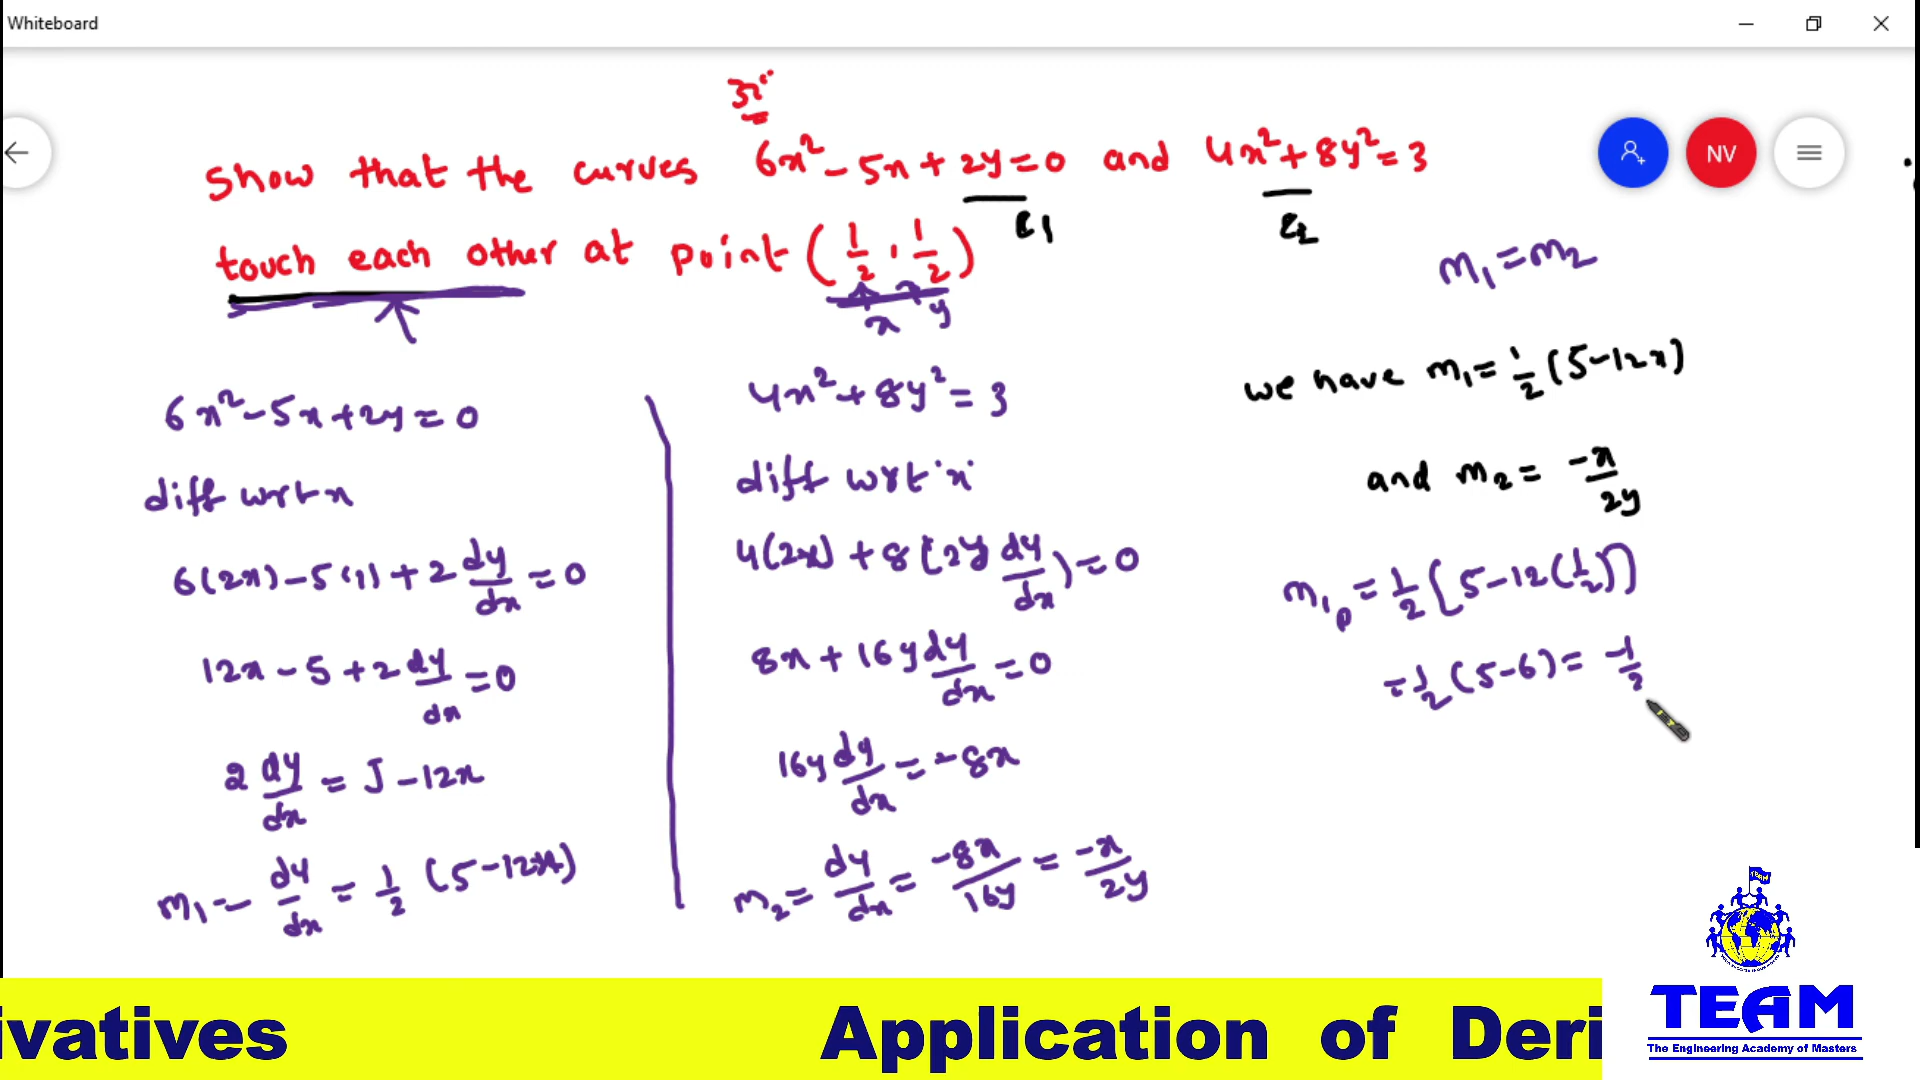 Whiteboard
NV
Show that the curves 6x² - 5x + 2y = 0 and 4x² + 8y² = 3
touch each other at point (1/2, 1/2)
x y
6x² - 5x + 2y = 0
diff wrt x
6(2x) - 5(1) + 2 dy/dx = 0
12x - 5 + 2 dy/dx = 0
2 dy/dx = 5 - 12x
m₁ = dy/dx = 1/2 (5 - 12x)
4x² + 8y² = 3
diff wrt 'x'
4(2x) + 8(2y dy/dx) = 0
8x + 16y dy/dx = 0
16y dy/dx = -8x
m₂ = dy/dx = -8x/16y = -x/2y
m₁ = m₂
we have m₁ = 1/2 (5 - 12x)
and m₂ = -x/2y
m₁p = 1/2 [5 - 12(1/2)]
= 1/2 (5 - 6) = -1/2
ivatives Application of Deri
TEAM
The Engineering Academy of Masters